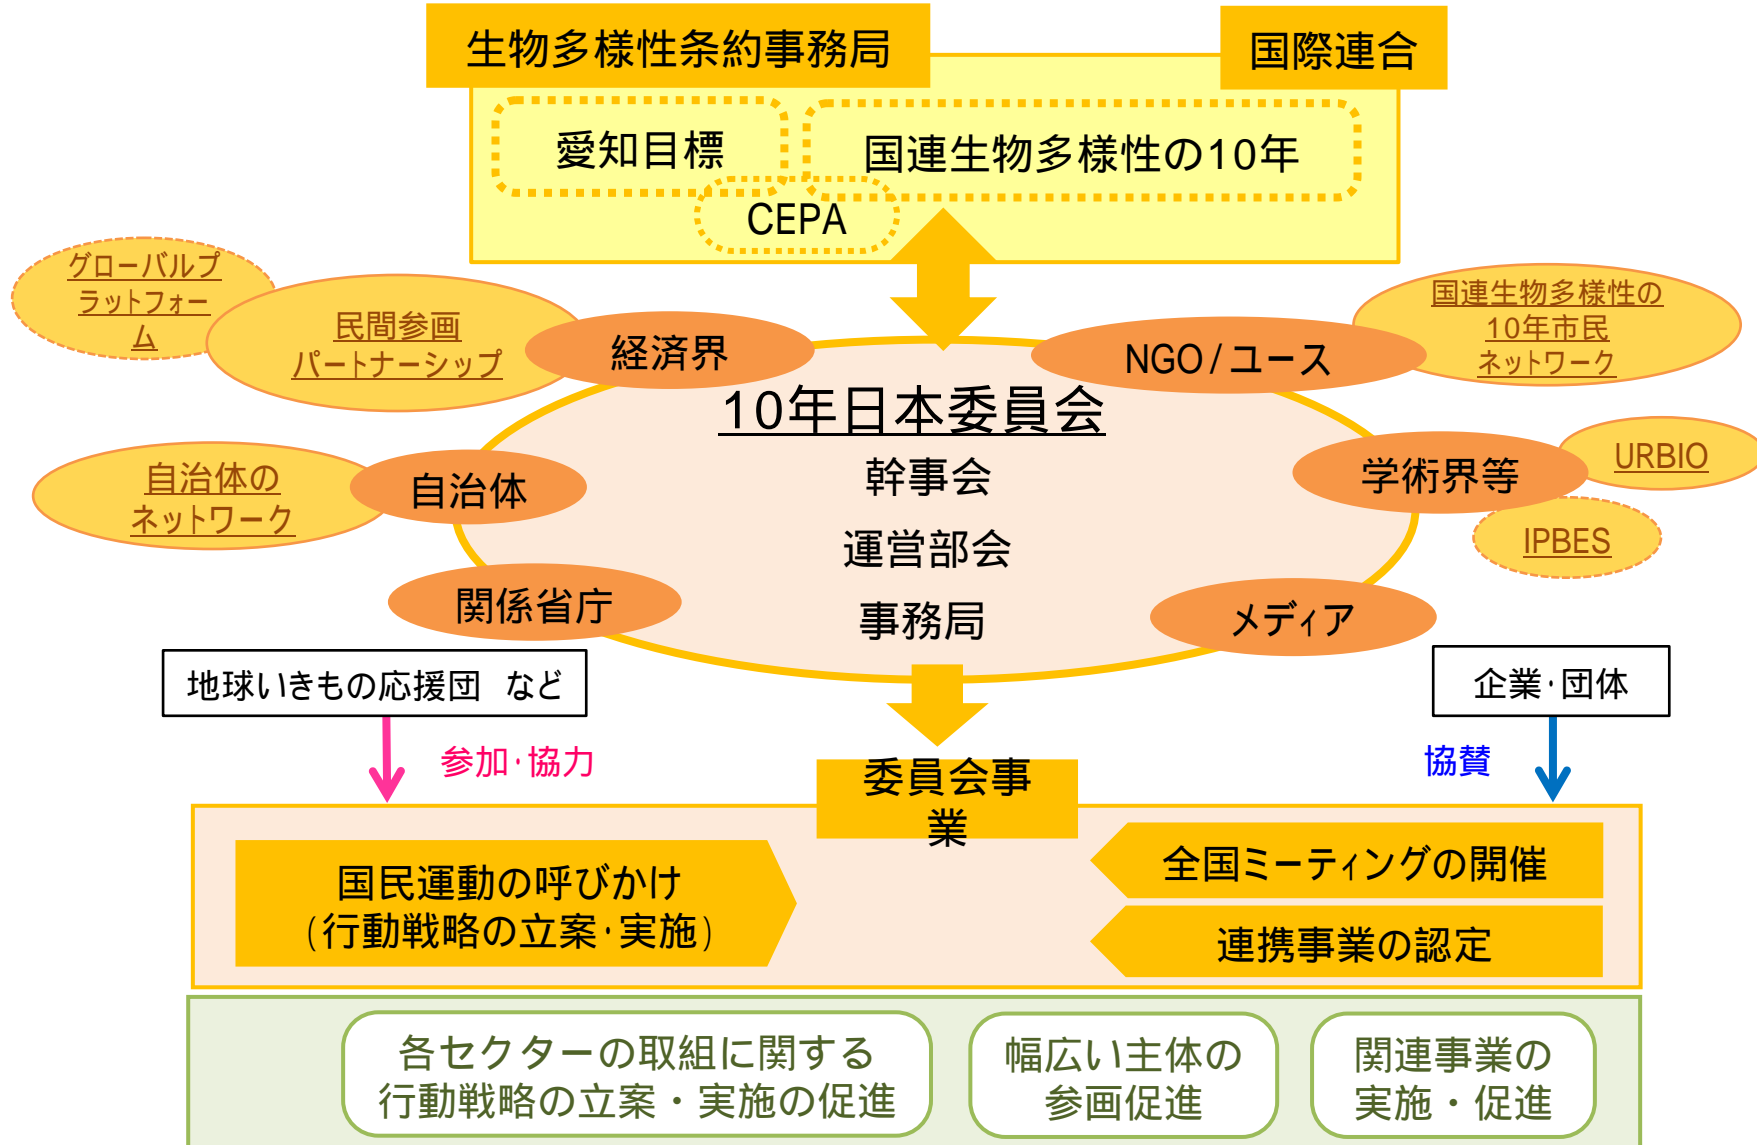 生物多様性条約事務局
国際連合
愛知目標
国連生物多様性の10年
CEPA
グローバルプ
ラットフォー
ム
民間参画
パートナーシップ
経済界
NGO/ユース
国連生物多様性の
10年市民
ネットワーク
10年日本委員会
幹事会
運営部会
事務局
自治体の
ネットワーク
自治体
学術界等
URBIO
IPBES
関係省庁
メディア
地球いきもの応援団　など
企業・団体
参加・協力
協賛
委員会事
業
国民運動の呼びかけ
(行動戦略の立案・実施)
全国ミーティングの開催
連携事業の認定
各セクターの取組に関する
行動戦略の立案・実施の促進
幅広い主体の
参画促進
関連事業の
実施・促進